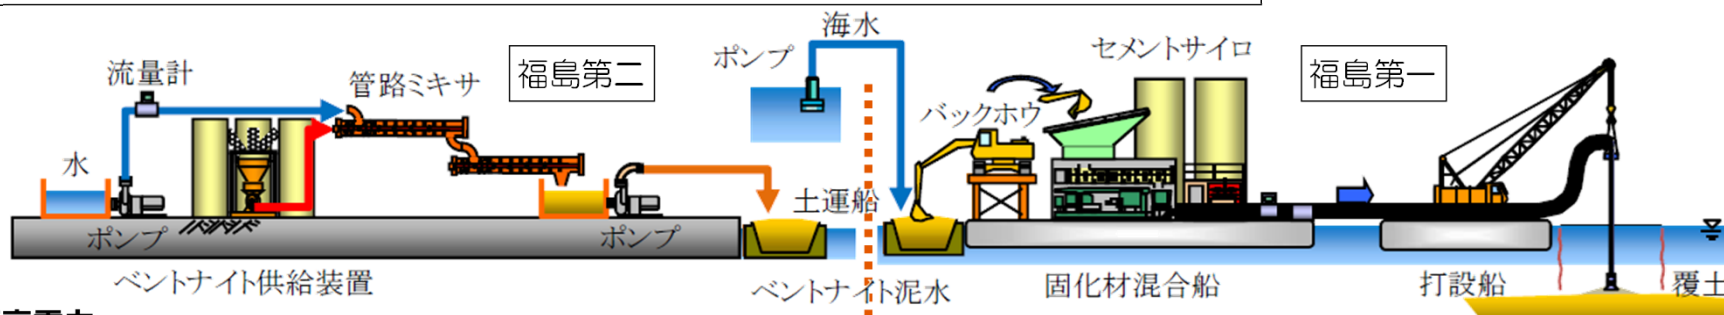 海水
ポンプ
セメントサイロ
流量計
管路ミキサ
福島第二
福島第一
バックホウ
水
土運船
ポンプ
ポンプ
ベントナイト供給装置
ベントナイト泥水
固化材混合船
打設船
覆土